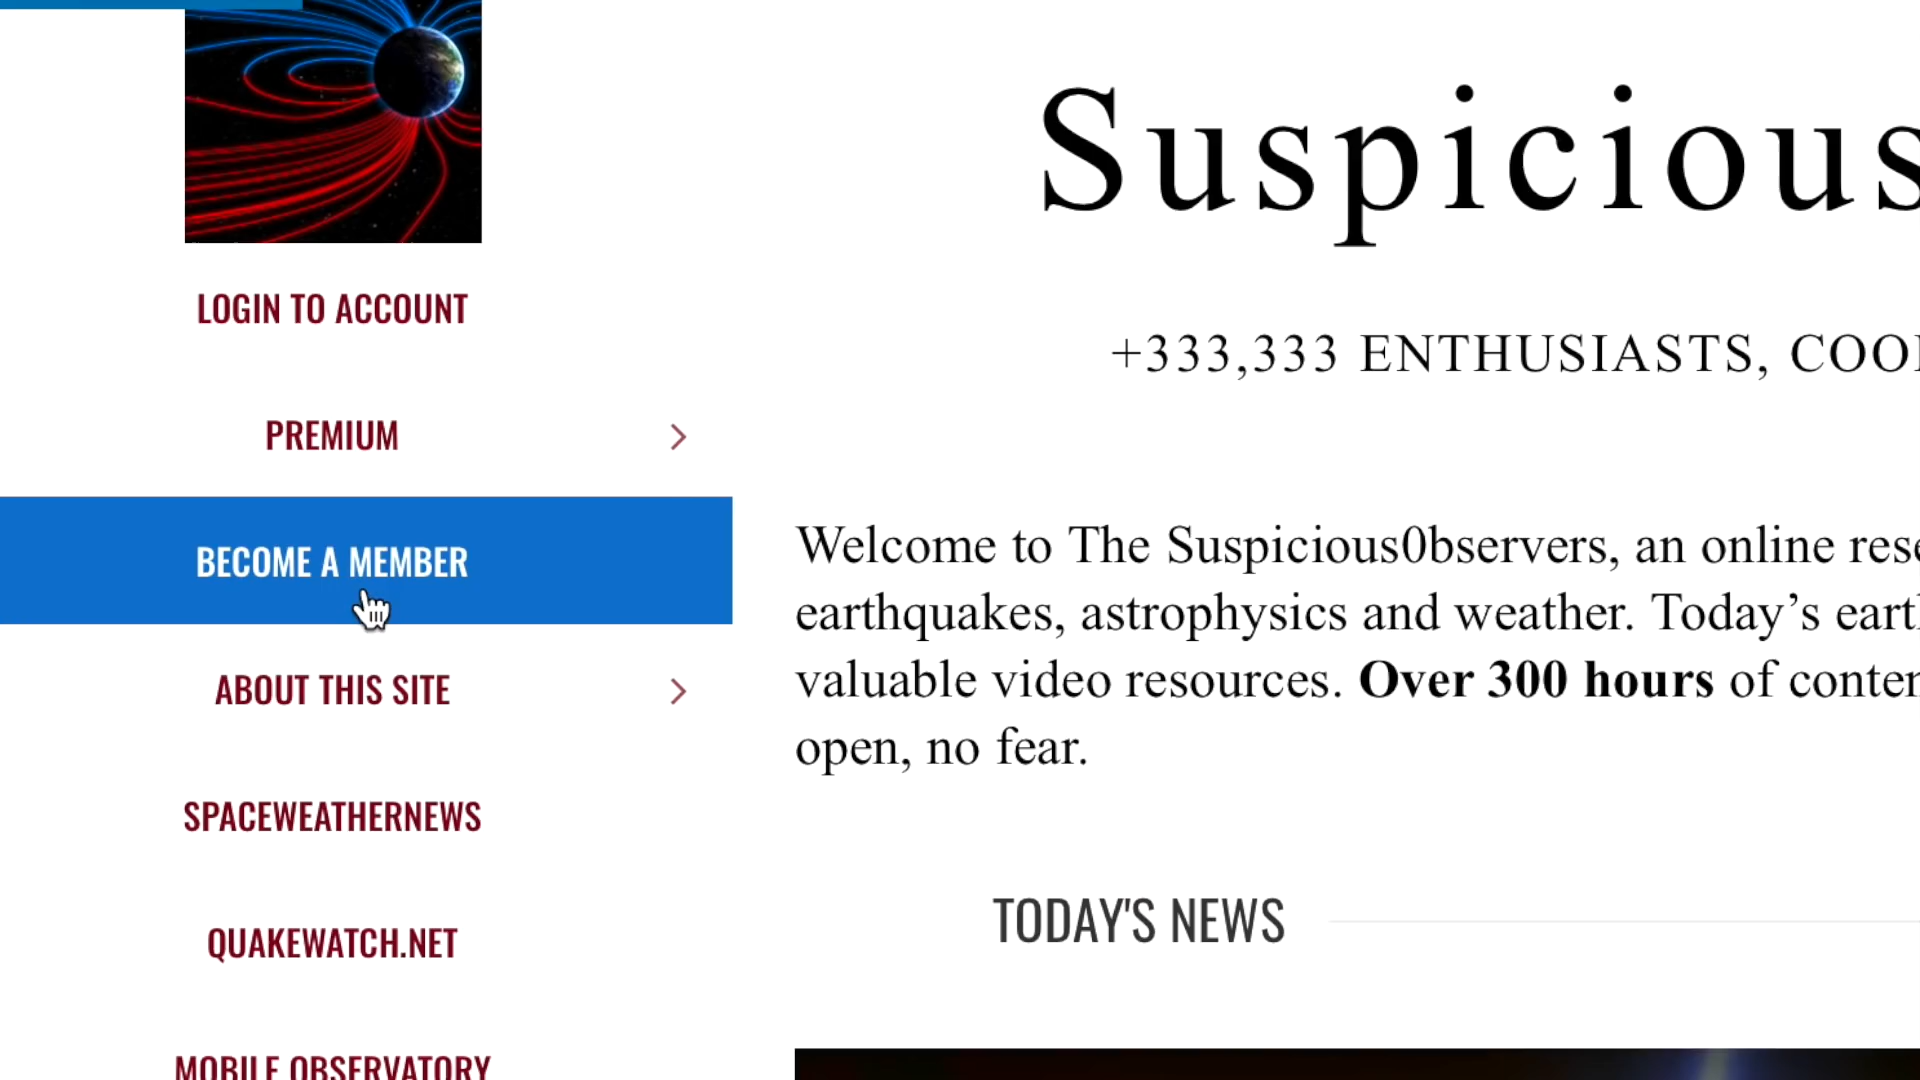 Suspicious
+333,333 ENTHUSIASTS,
LOGIN TO ACCOUNT
PREMIUM
BECOME A MEMBER
ABOUT THIS SITE
SPACEWEATHERNEWS
QUAKEWATCH.NET
MOBILE OBSERVATORY
Welcome to The Suspicious0bservers, an online
earthquakes, astrophysics and weather. Today’s
valuable video resources. Over 300 hours of
open, no fear.
TODAY'S NEWS